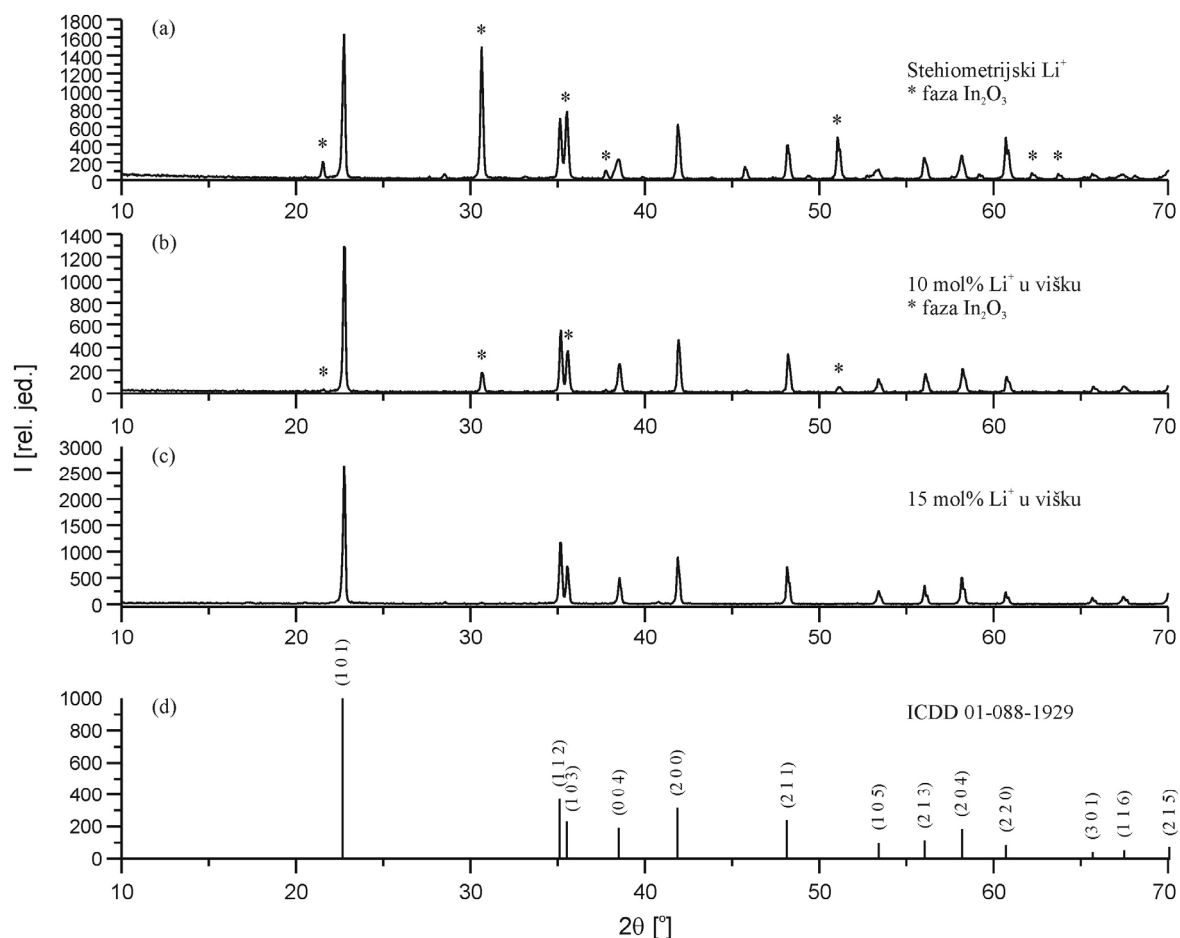 I [rel. jed.]
(a)
Stehiometrijski Li⁺
* faza In₂O₃
* * * * * * *
1800
1600
1400
1200
1000
800
600
400
200
0
10 20 30 40 50 60 70
(b)
10 mol% Li⁺ u višku
* faza In₂O₃
* * * *
1400
1200
1000
800
600
400
200
0
10 20 30 40 50 60 70
(c)
15 mol% Li⁺ u višku
3000
2500
2000
1500
1000
500
0
10 20 30 40 50 60 70
(d)
ICDD 01-088-1929
(1 0 1)
(1 1 2)
(1 0 3)
(0 0 4)
(2 0 0)
(2 1 1)
(1 0 5)
(2 1 3)
(2 0 4)
(2 2 0)
(3 0 1)
(1 1 6)
(2 1 5)
1000
800
600
400
200
0
10 20 30 40 50 60 70
2θ [°]